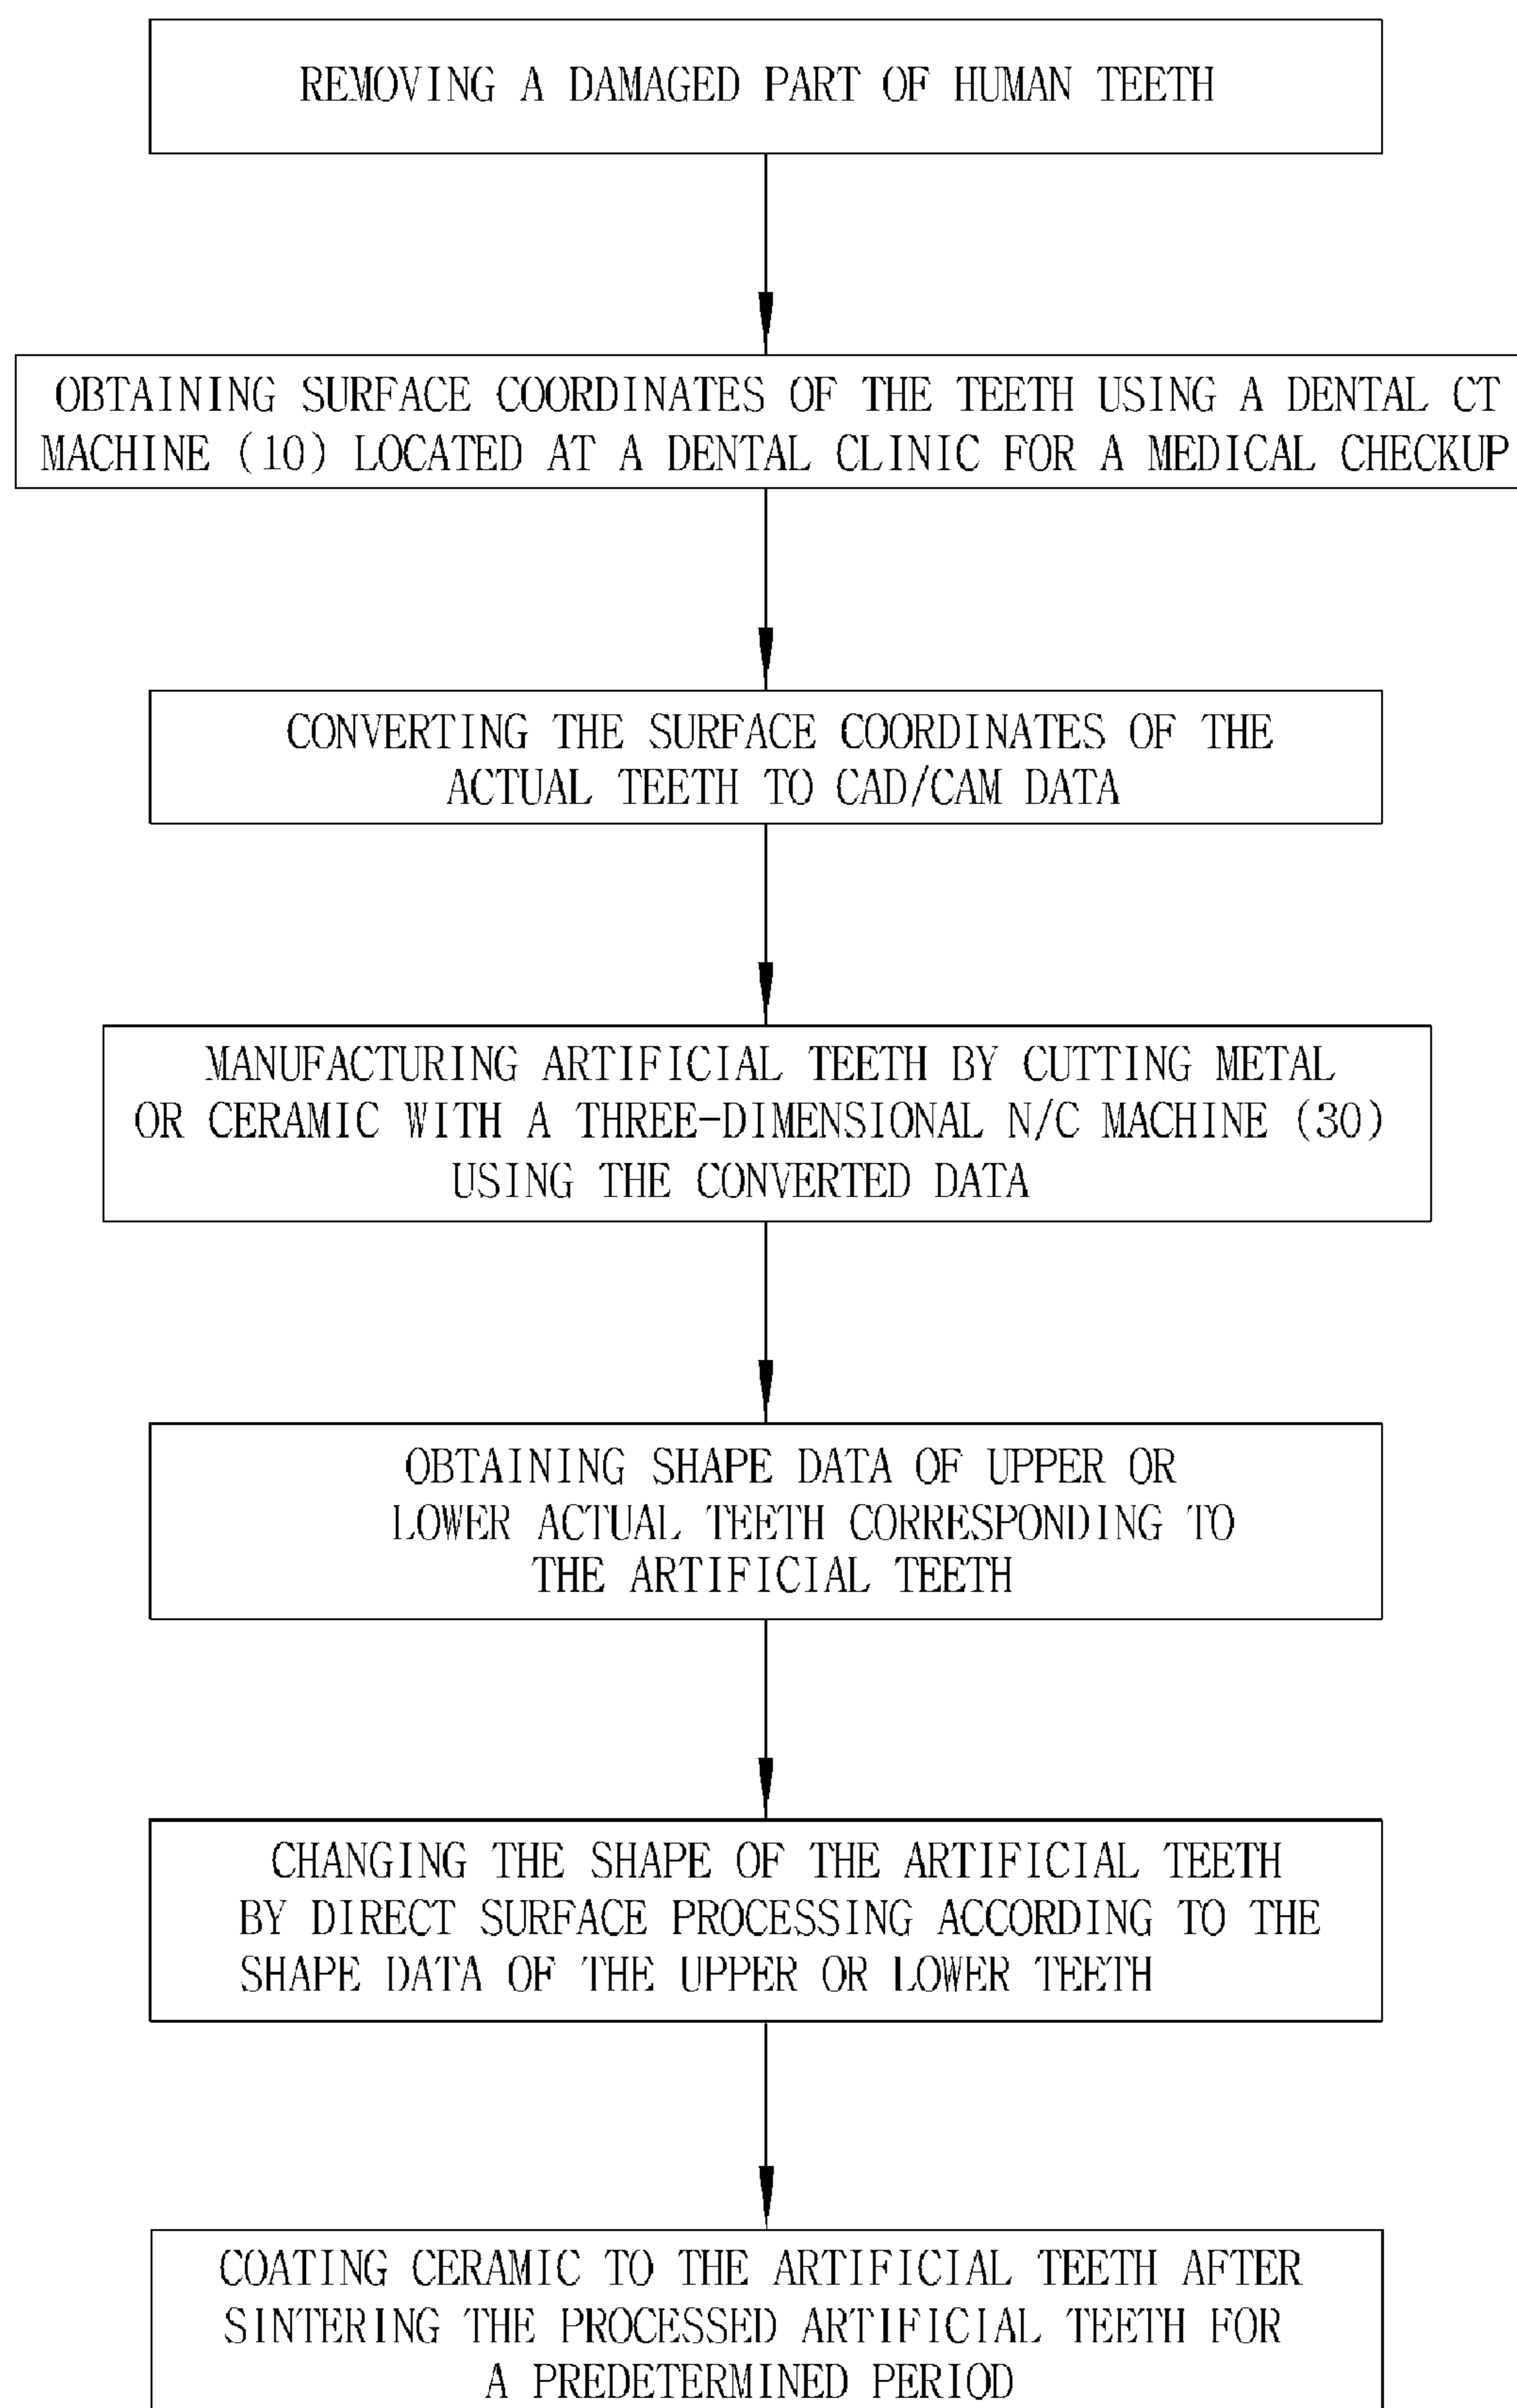 REMOVING A DAMAGED PART OF HUMAN TEETH
OBTAINING SURFACE COORDINATES OF THE TEETH USING A DENTAL CT
MACHINE (10) LOCATED AT A DENTAL CLINIC FOR A MEDICAL CHECKUP
CONVERTING THE SURFACE COORDINATES OF THE
ACTUAL TEETH TO CAD/CAM DATA
MANUFACTURING ARTIFICIAL TEETH BY CUTTING METAL
OR CERAMIC WITH A THREE-DIMENSIONAL N/C MACHINE (30)
USING THE CONVERTED DATA
OBTAINING SHAPE DATA OF UPPER OR
LOWER ACTUAL TEETH CORRESPONDING TO
THE ARTIFICIAL TEETH
CHANGING THE SHAPE OF THE ARTIFICIAL TEETH
BY DIRECT SURFACE PROCESSING ACCORDING TO THE
SHAPE DATA OF THE UPPER OR LOWER TEETH
COATING CERAMIC TO THE ARTIFICIAL TEETH AFTER
SINTERING THE PROCESSED ARTIFICIAL TEETH FOR
A PREDETERMINED PERIOD